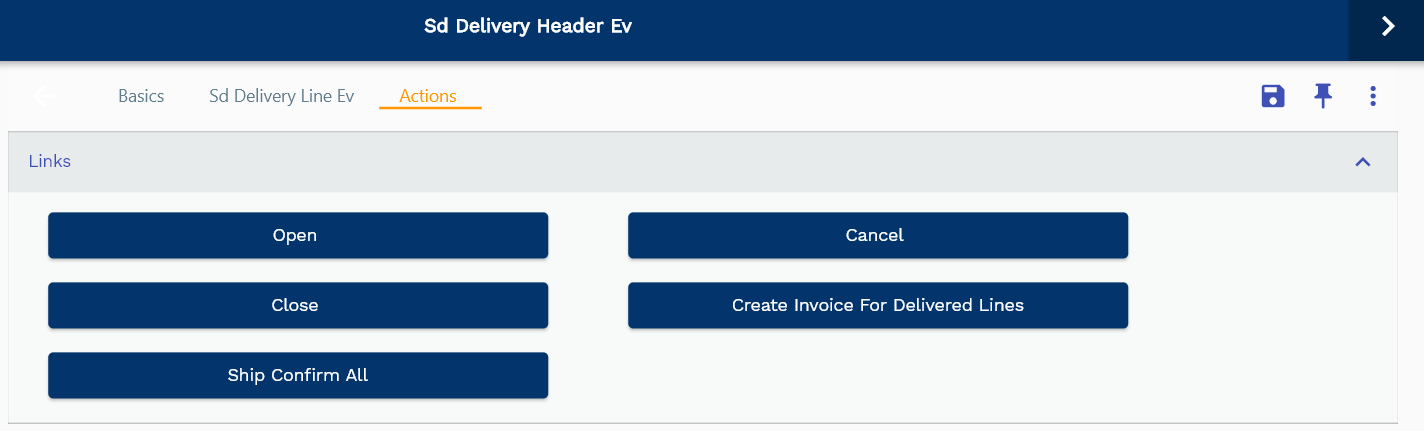 Sd Delivery Header Ev
Basics Sd Delivery Line Ev Actions
Links
Open Cancel
Close Create Invoice For Delivered Lines
Ship Confirm All